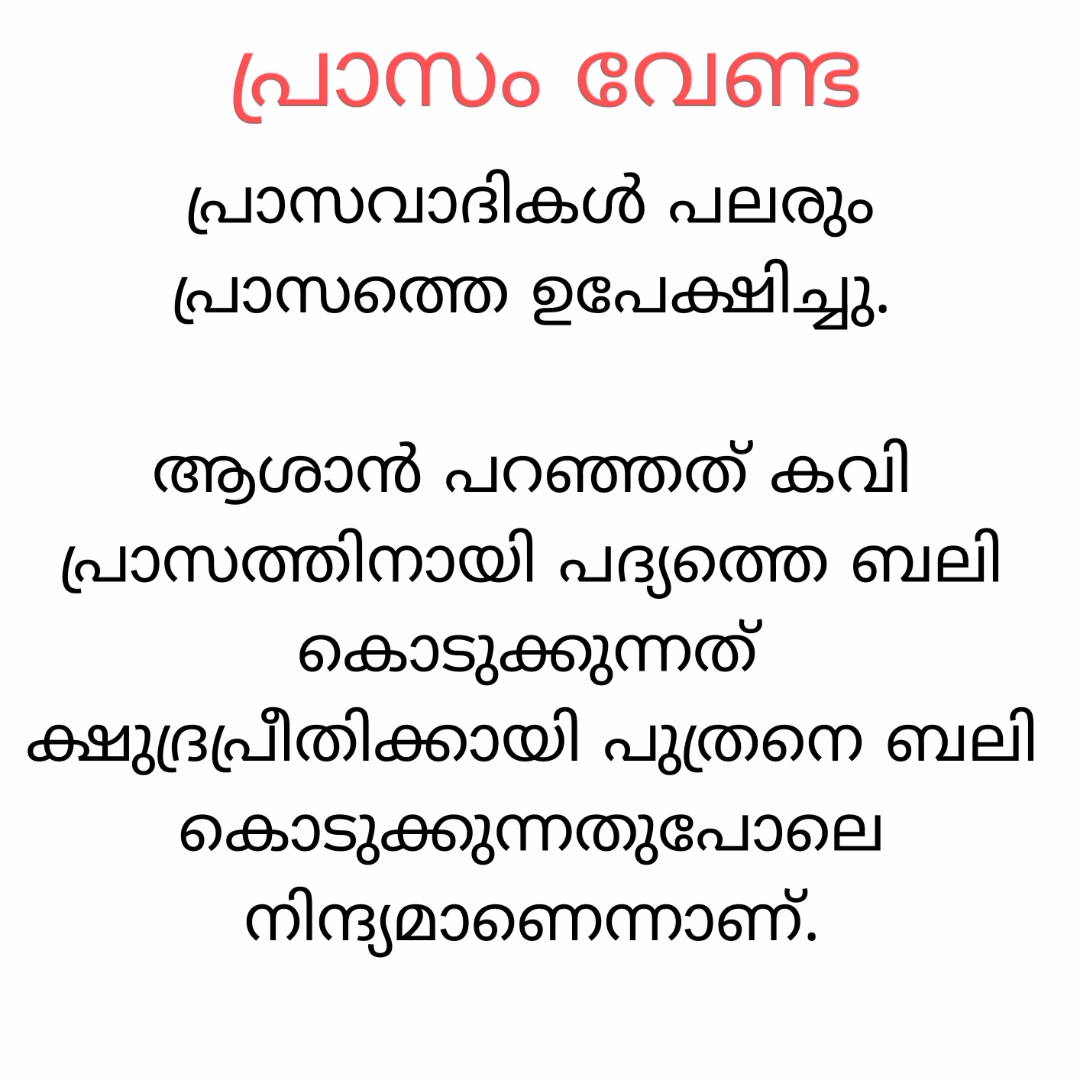 പ്രാസം വേണ്ട
പ്രാസവാദികൾ പലരും
പ്രാസത്തെ ഉപേക്ഷിച്ചു.
ആശാൻ പറഞ്ഞത് കവി
പ്രാസത്തിനായി പദ്യത്തെ ബലി
കൊടുക്കുന്നത്
ക്ഷുദ്രപ്രീതിക്കായി പുത്രനെ ബലി
കൊടുക്കുന്നതുപോലെ
നിന്ദ്യമാണെന്നാണ്.